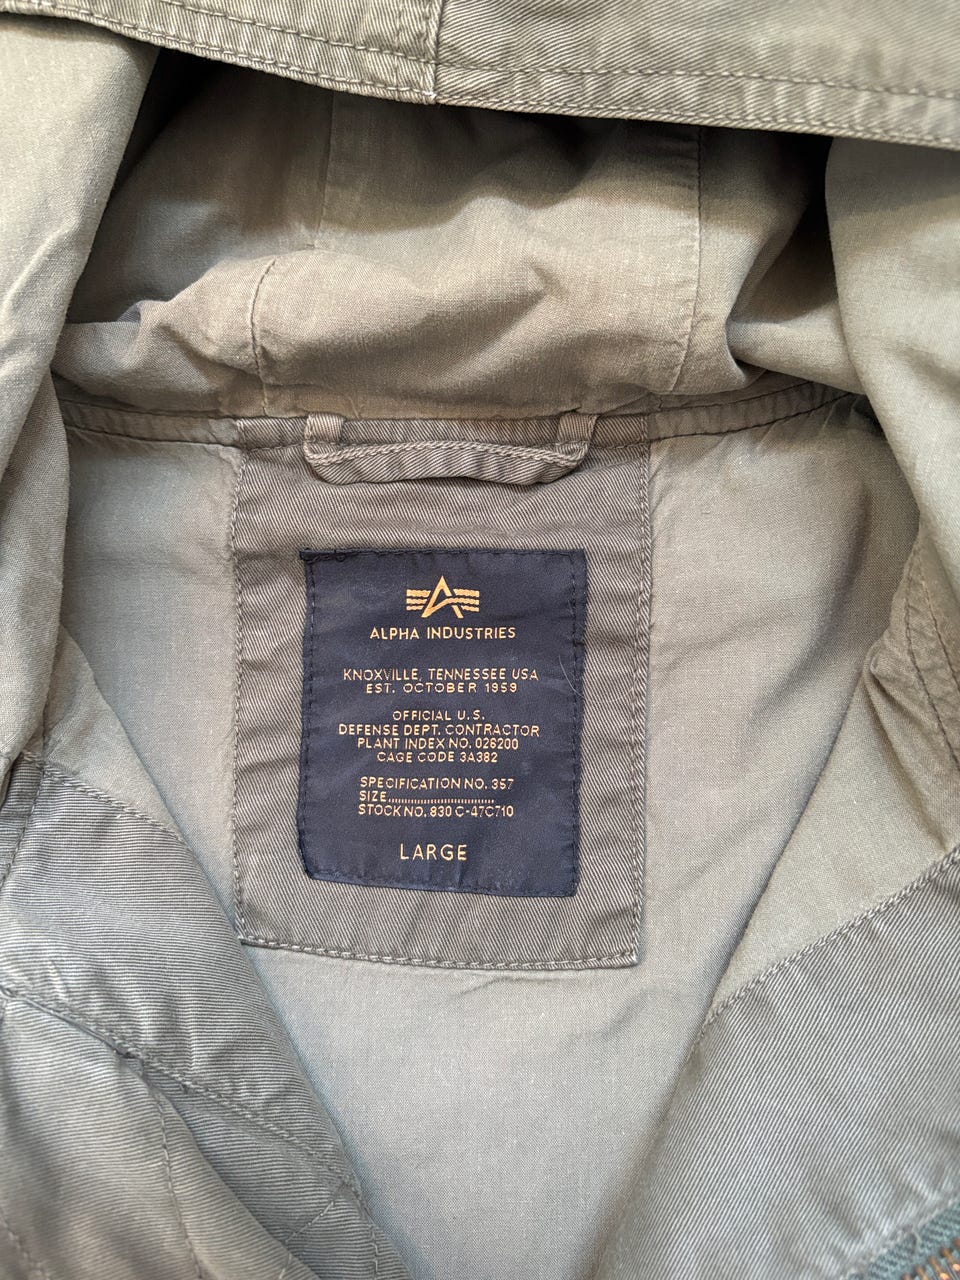 ALPHA INDUSTRIES
KNOXVILLE, TENNESSEE USA
EST. OCTOBER 1959
OFFICIAL U.S.
DEFENSE DEPT. CONTRACTOR
PLANT INDEX NO. 026200
CAGE CODE 3A382
SPECIFICATION NO. 357
SIZE................................
STOCK NO. 830 C-47C710
LARGE